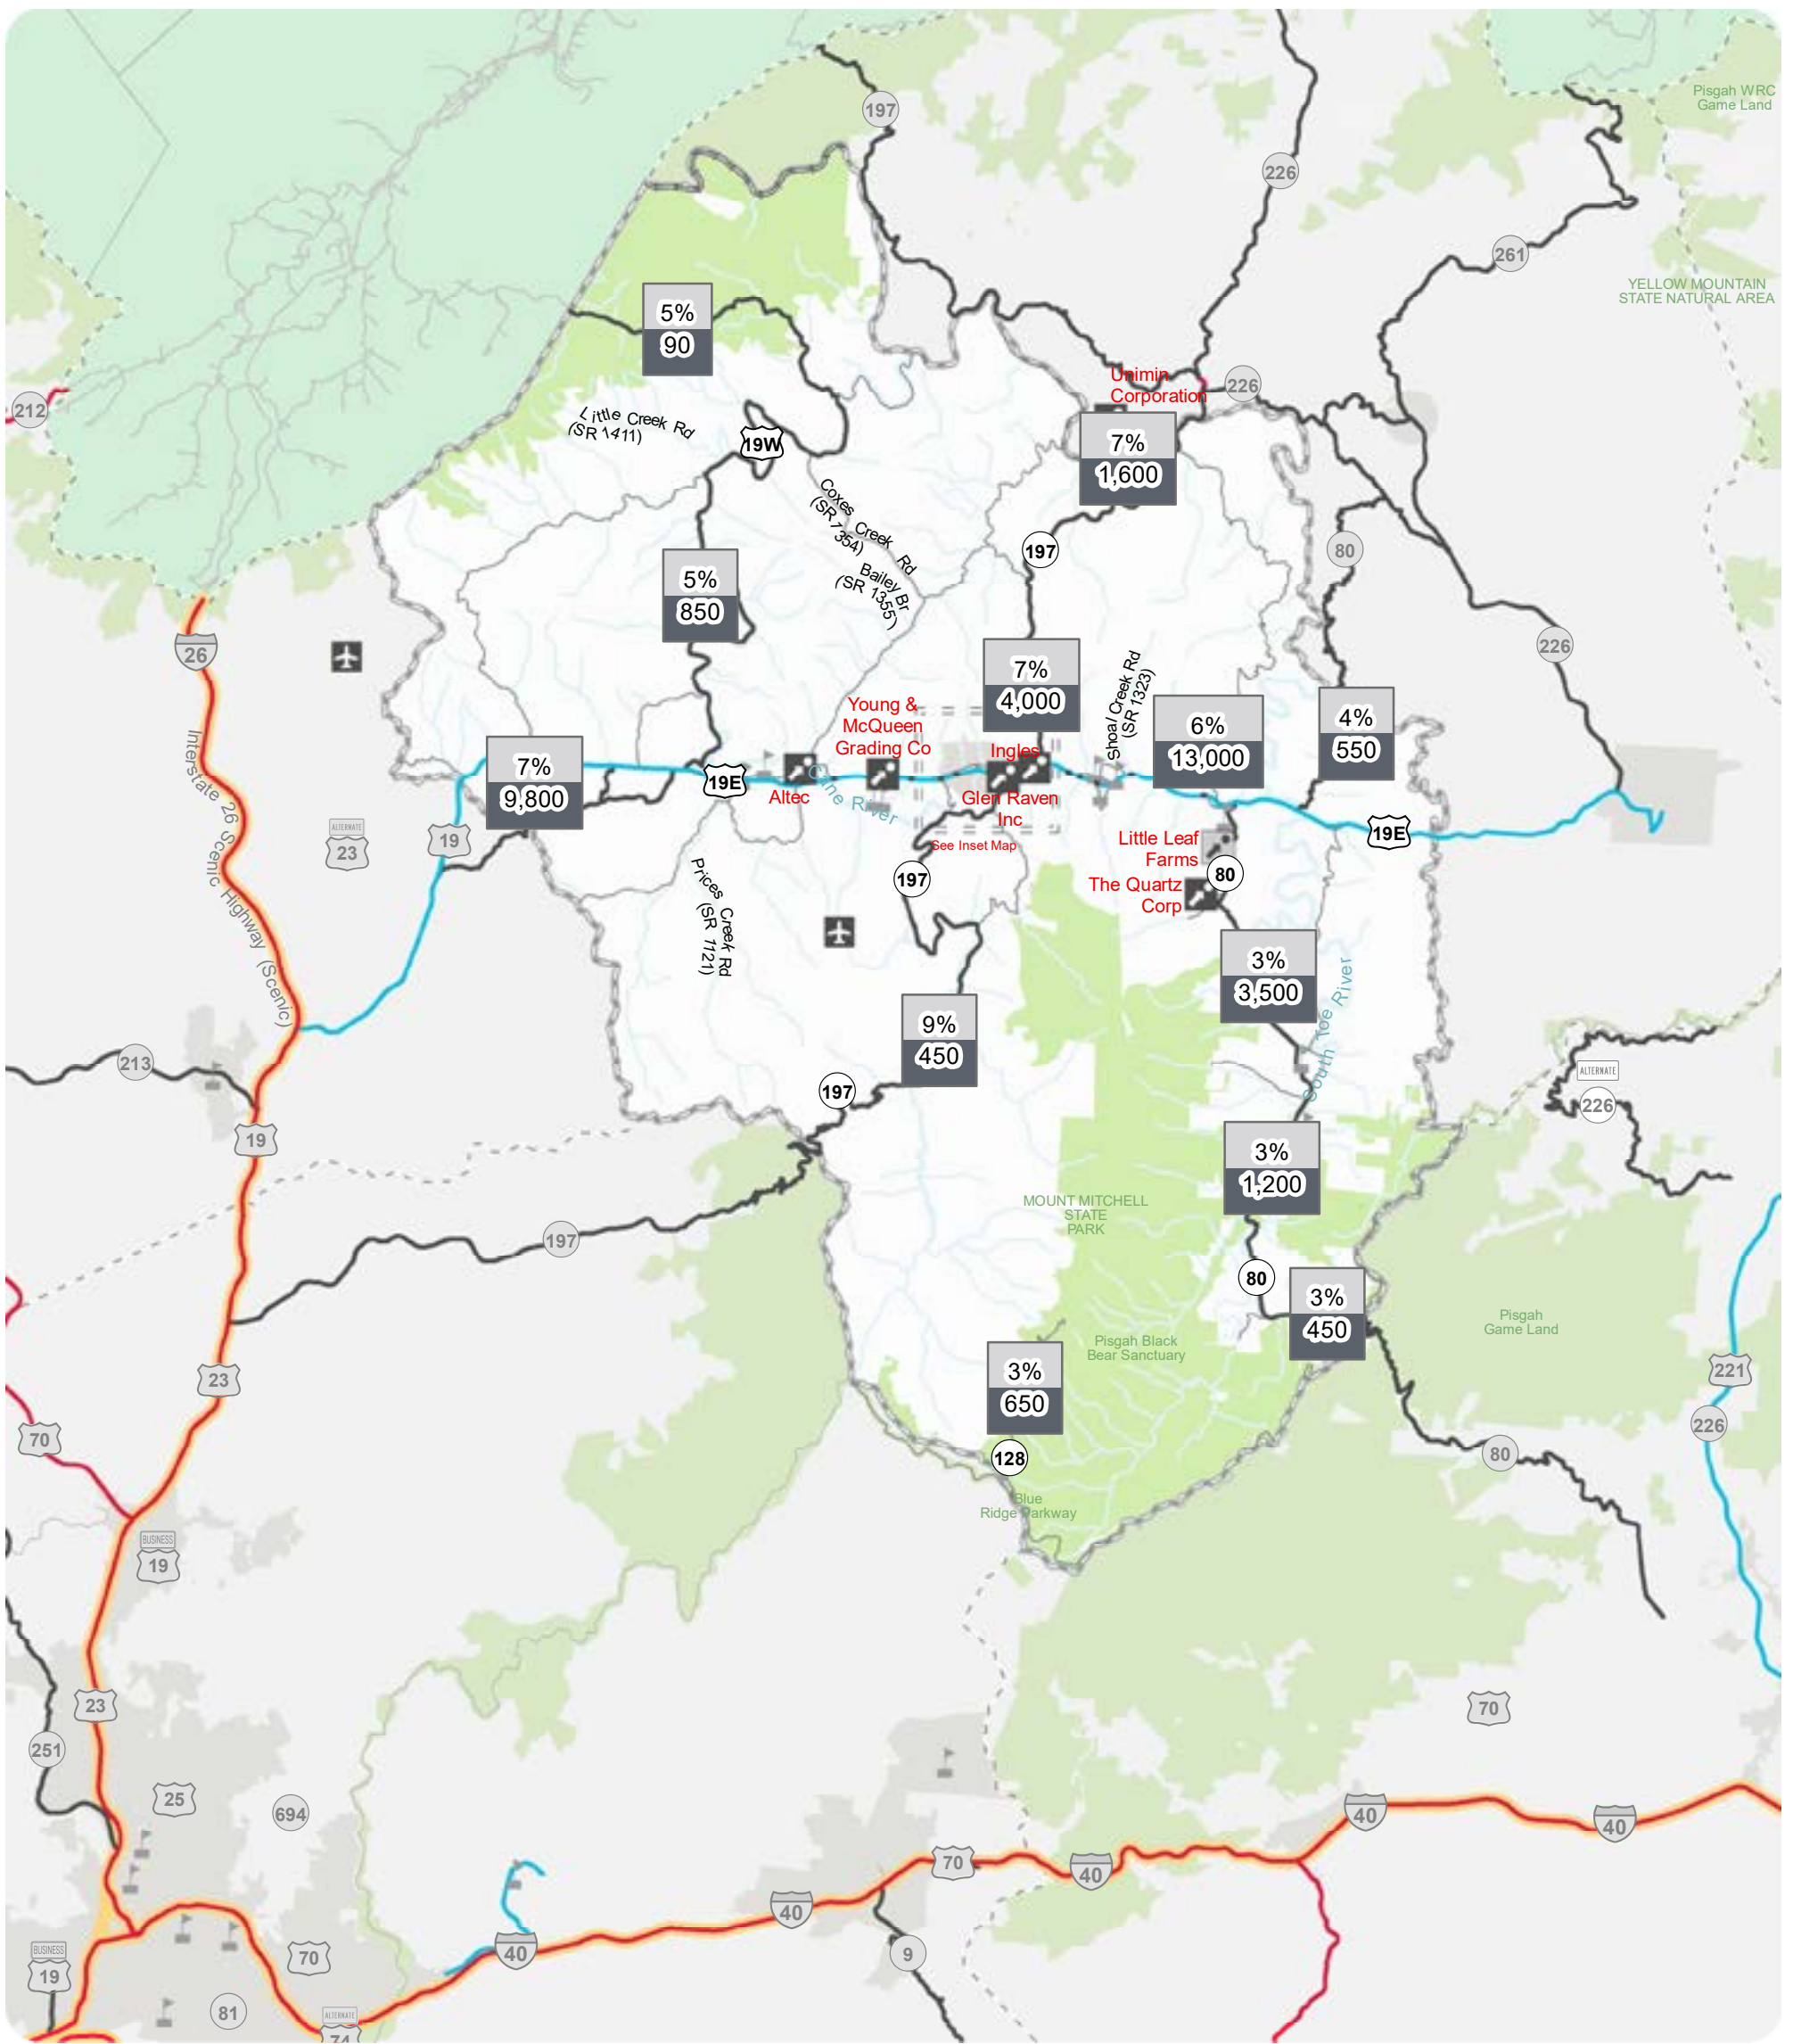 197
Pisgah WRC
Game Land
226
261
YELLOW MOUNTAIN
STATE NATURAL AREA
5%
90
Unimin
Corporation
226
212
Little Creek Rd
(SR 1411)
19W
7%
1,600
Coxes Creek Rd
(SR 1354)
197
80
5%
850
Bailey Br
(SR 1355)
26
226
7%
4,000
Shoal Creek Rd
(SR 1323)
Young &
McQueen
Grading Co
6%
13,000
4%
550
Ingles
7%
9,800
19E
Altec
Cane River
Glen Raven
Inc
19E
Interstate 26 Scenic Highway (Scenic)
ALTERNATE
23
19
See Inset Map
Little Leaf
Farms
80
197
The Quartz
Corp
Prices Creek Rd
(SR 1121)
3%
3,500
South Toe River
9%
450
213
ALTERNATE
226
197
19
3%
1,200
MOUNT MITCHELL
STATE
PARK
197
80
3%
450
Pisgah
Game Land
Pisgah Black
Bear Sanctuary
23
3%
650
221
226
70
128
80
Blue
Ridge Parkway
BUSINESS
19
23
70
251
25
694
40
40
70
40
40
40
9
BUSINESS
19
70
81
ALTERNATE
74